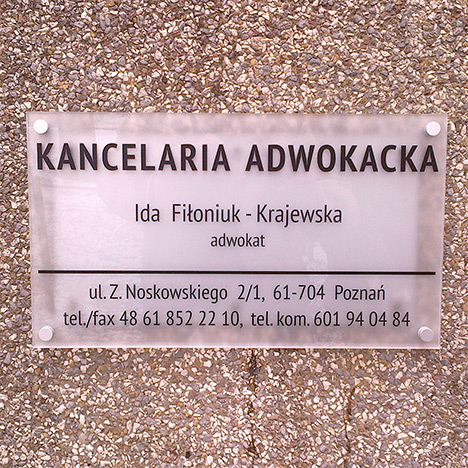 KANCELARIA ADWOKACKA
Ida Fiłoniuk - Krajewska
adwokat
ul. Z. Noskowskiego 2/1, 61-704 Poznań
tel./fax 48 61 852 22 10, tel. kom. 601 94 04 84